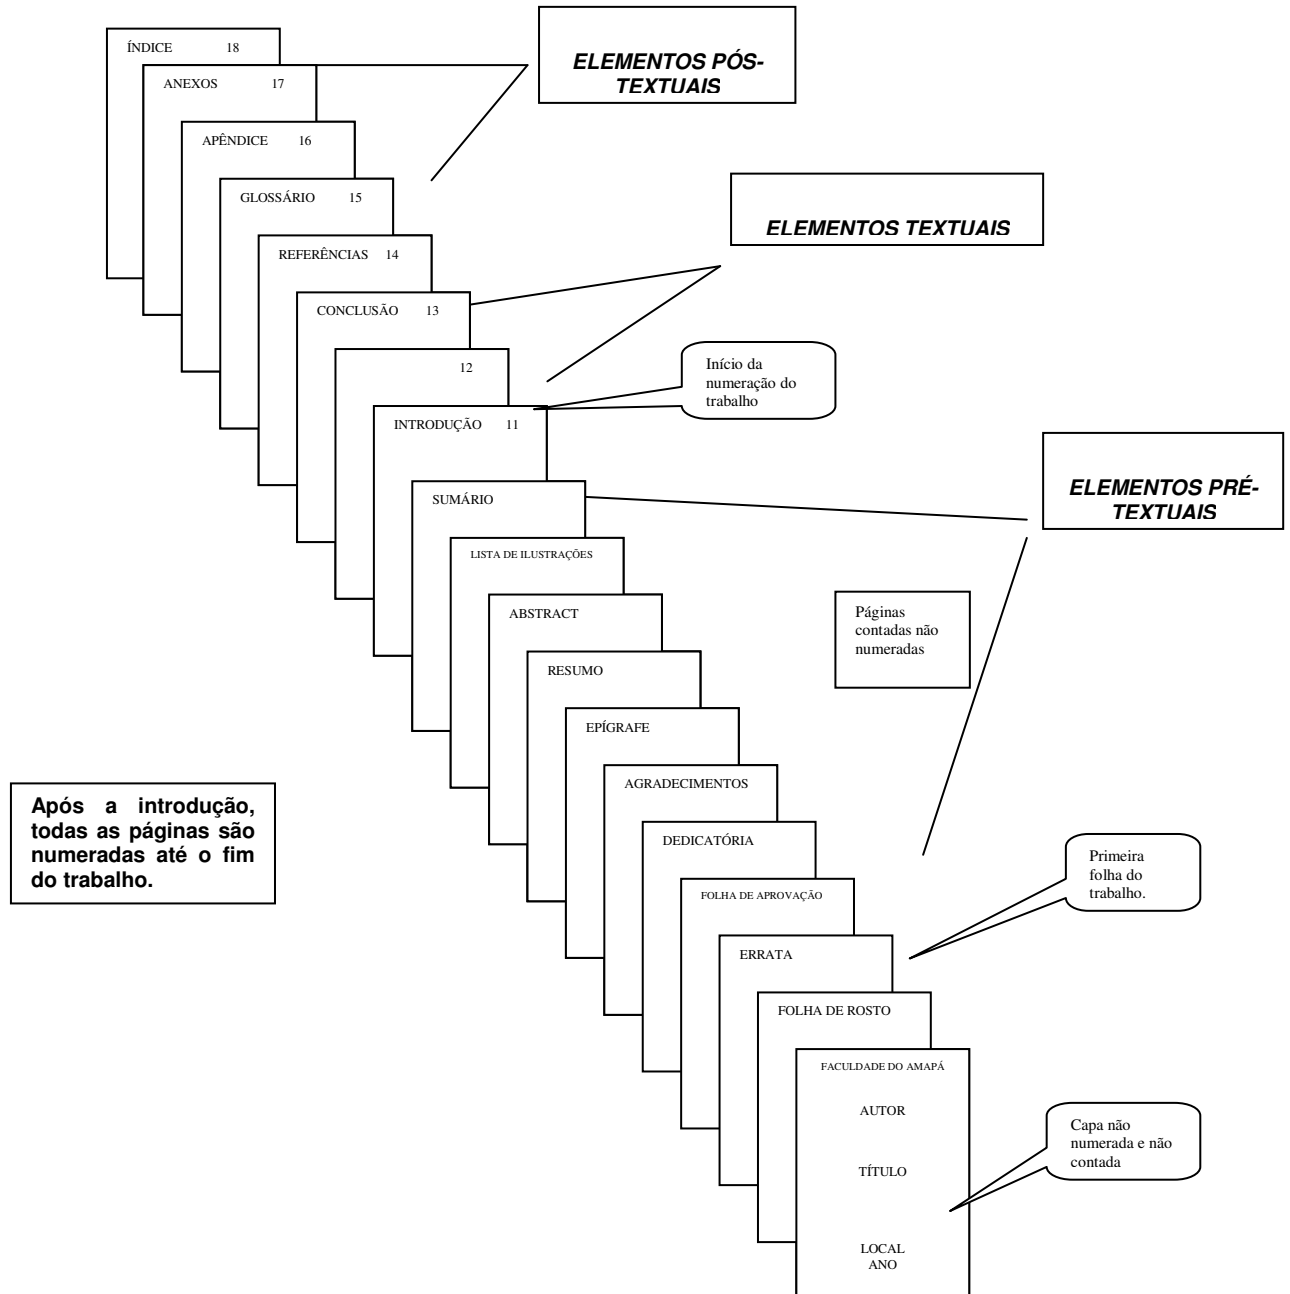 ÍNDICE 18
ELEMENTOS PÓS-
TEXTUAIS
ANEXOS 17
APÊNDICE 16
GLOSSÁRIO 15
ELEMENTOS TEXTUAIS
REFERÊNCIAS 14
CONCLUSÃO 13
12
Início da
numeração do
trabalho
INTRODUÇÃO 11
ELEMENTOS PRÉ-
TEXTUAIS
SUMÁRIO
LISTA DE ILUSTRAÇÕES
ABSTRACT
Páginas
contadas não
numeradas
RESUMO
EPÍGRAFE
AGRADECIMENTOS
Após a introdução,
todas as páginas são
numeradas até o fim
do trabalho.
DEDICATÓRIA
Primeira
folha do
trabalho.
FOLHA DE APROVAÇÃO
ERRATA
FOLHA DE ROSTO
FACULDADE DO AMAPÁ
AUTOR
TÍTULO
LOCAL
ANO
Capa não
numerada e não
contada